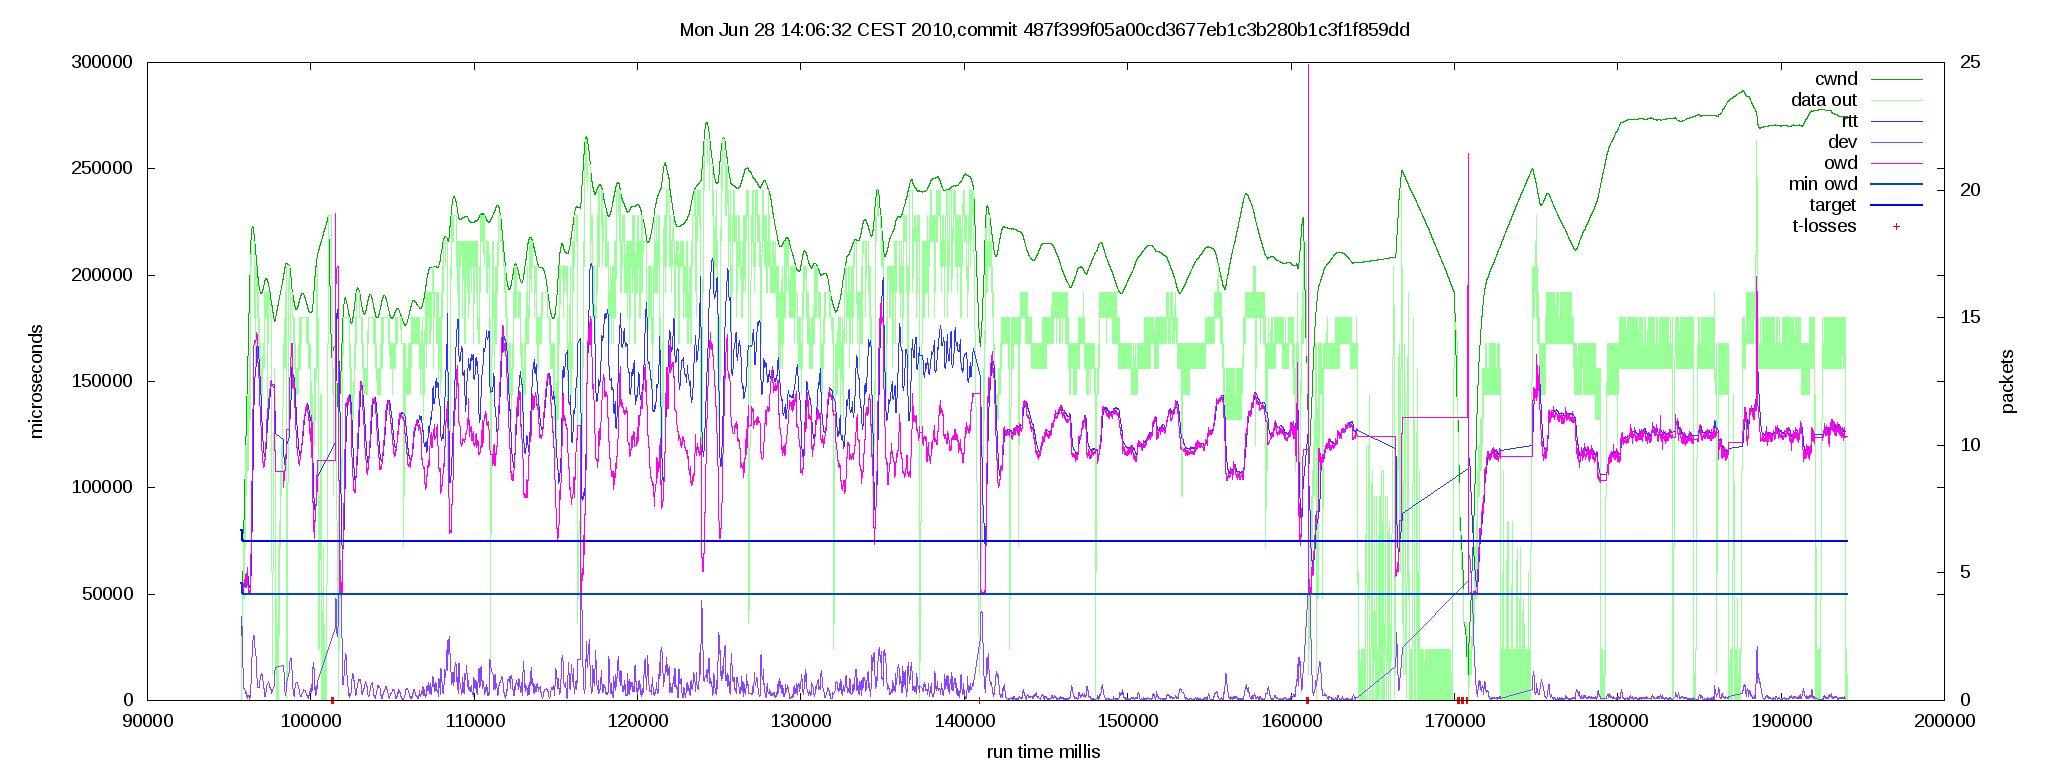 Mon Jun 28 14:06:32 CEST 2010,commit 487f399f05a00cd3677eb1c3b280b1c3f1f859dd
300000
250000
200000
150000
100000
50000
0
microseconds
25
20
15
10
5
0
packets
cwnd
data out
rtt
dev
owd
min owd
target
t-losses
90000 100000 110000 120000 130000 140000 150000 160000 170000 180000 190000 200000
run time millis